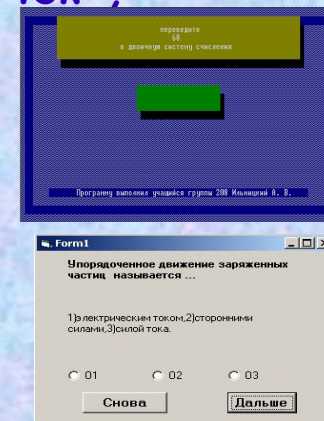 переведите
68
в двоичную систему счисления
Программу выполнил учащийся группы 208 Ильницкий А. В.
Form1
Упорядоченное движение заряженных
частиц называется ...
1)электрическим током,2)сторонними
силами,3)силой тока.
01 02 03
Снова Дальше